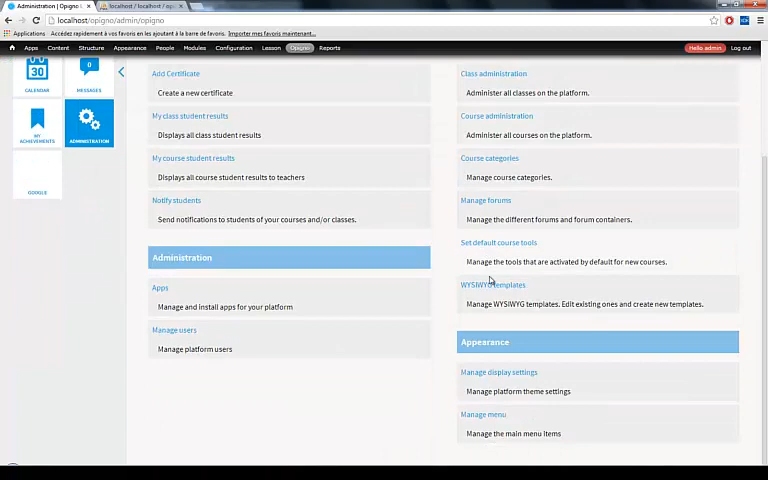 Administration | Opigno
localhost / localhost / opi
localhost/opigno/admin/opigno
Applications
Accédez rapidement à vos favoris en les ajoutant à la barre de favoris.
Importer mes favoris maintenant...
Apps Content Structure Appearance People Modules Configuration Lesson Opigno Reports
Hello admin Log out
30
CALENDAR
0
MESSAGES
MY
ACHIEVEMENTS
ADMINISTRATION
GOOGLE
Add Certificate
Create a new certificate
My class student results
Displays all class student results
My course student results
Displays all course student results to teachers
Notify students
Send notifications to students of your courses and/or classes.
Administration
Apps
Manage and install apps for your platform
Manage users
Manage platform users
Class administration
Administer all classes on the platform.
Course administration
Administer all courses on the platform.
Course categories
Manage course categories.
Manage forums
Manage the different forums and forum containers.
Set default course tools
Manage the tools that are activated by default for new courses.
WYSIWYG templates
Manage WYSIWYG templates. Edit existing ones and create new templates.
Appearance
Manage display settings
Manage platform theme settings
Manage menu
Manage the main menu items